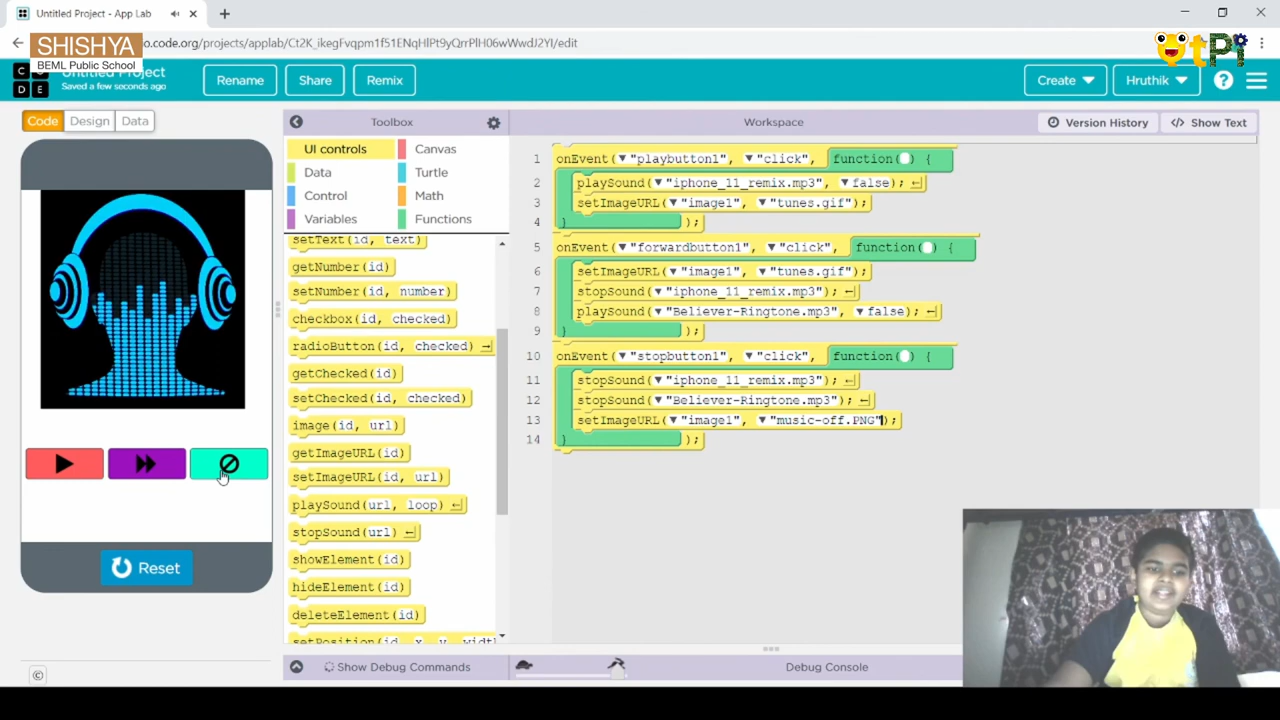 Untitled Project - App Lab
SHISHYA
BEML Public School
o.code.org/projects/applab/Ct2K_ikegFvqpm1f51ENqHlPt9yQrrPlH06wWwdJ2YI/edit
tPi
C
DE
Untitled Project
Saved a few seconds ago
Rename
Share
Remix
Create
Hruthik
?
Code
Design
Data
Toolbox
Workspace
Version History
</> Show Text
UI controls
Canvas
Data
Turtle
Control
Math
Variables
Functions
setText(id, text)
getNumber(id)
setNumber(id, number)
checkbox(id, checked)
radioButton(id, checked)
getChecked(id)
setChecked(id, checked)
image(id, url)
getImageURL(id)
setImageURL(id, url)
playSound(url, loop)
stopSound(url)
showElement(id)
hideElement(id)
deleteElement(id)
setPosition(id, x, y, width
1 onEvent("playbutton1", "click", function() {
2 playSound("iphone_11_remix.mp3", false);
3 setImageURL("image1", "tunes.gif");
4 } );
5 onEvent("forwardbutton1", "click", function() {
6 setImageURL("image1", "tunes.gif");
7 stopSound("iphone_11_remix.mp3");
8 playSound("Believer-Ringtone.mp3", false);
9 } );
10 onEvent("stopbutton1", "click", function() {
11 stopSound("iphone_11_remix.mp3");
12 stopSound("Believer-Ringtone.mp3");
13 setImageURL("image1", "music-off.PNG");
14 } );
Reset
Show Debug Commands
Debug Console
©